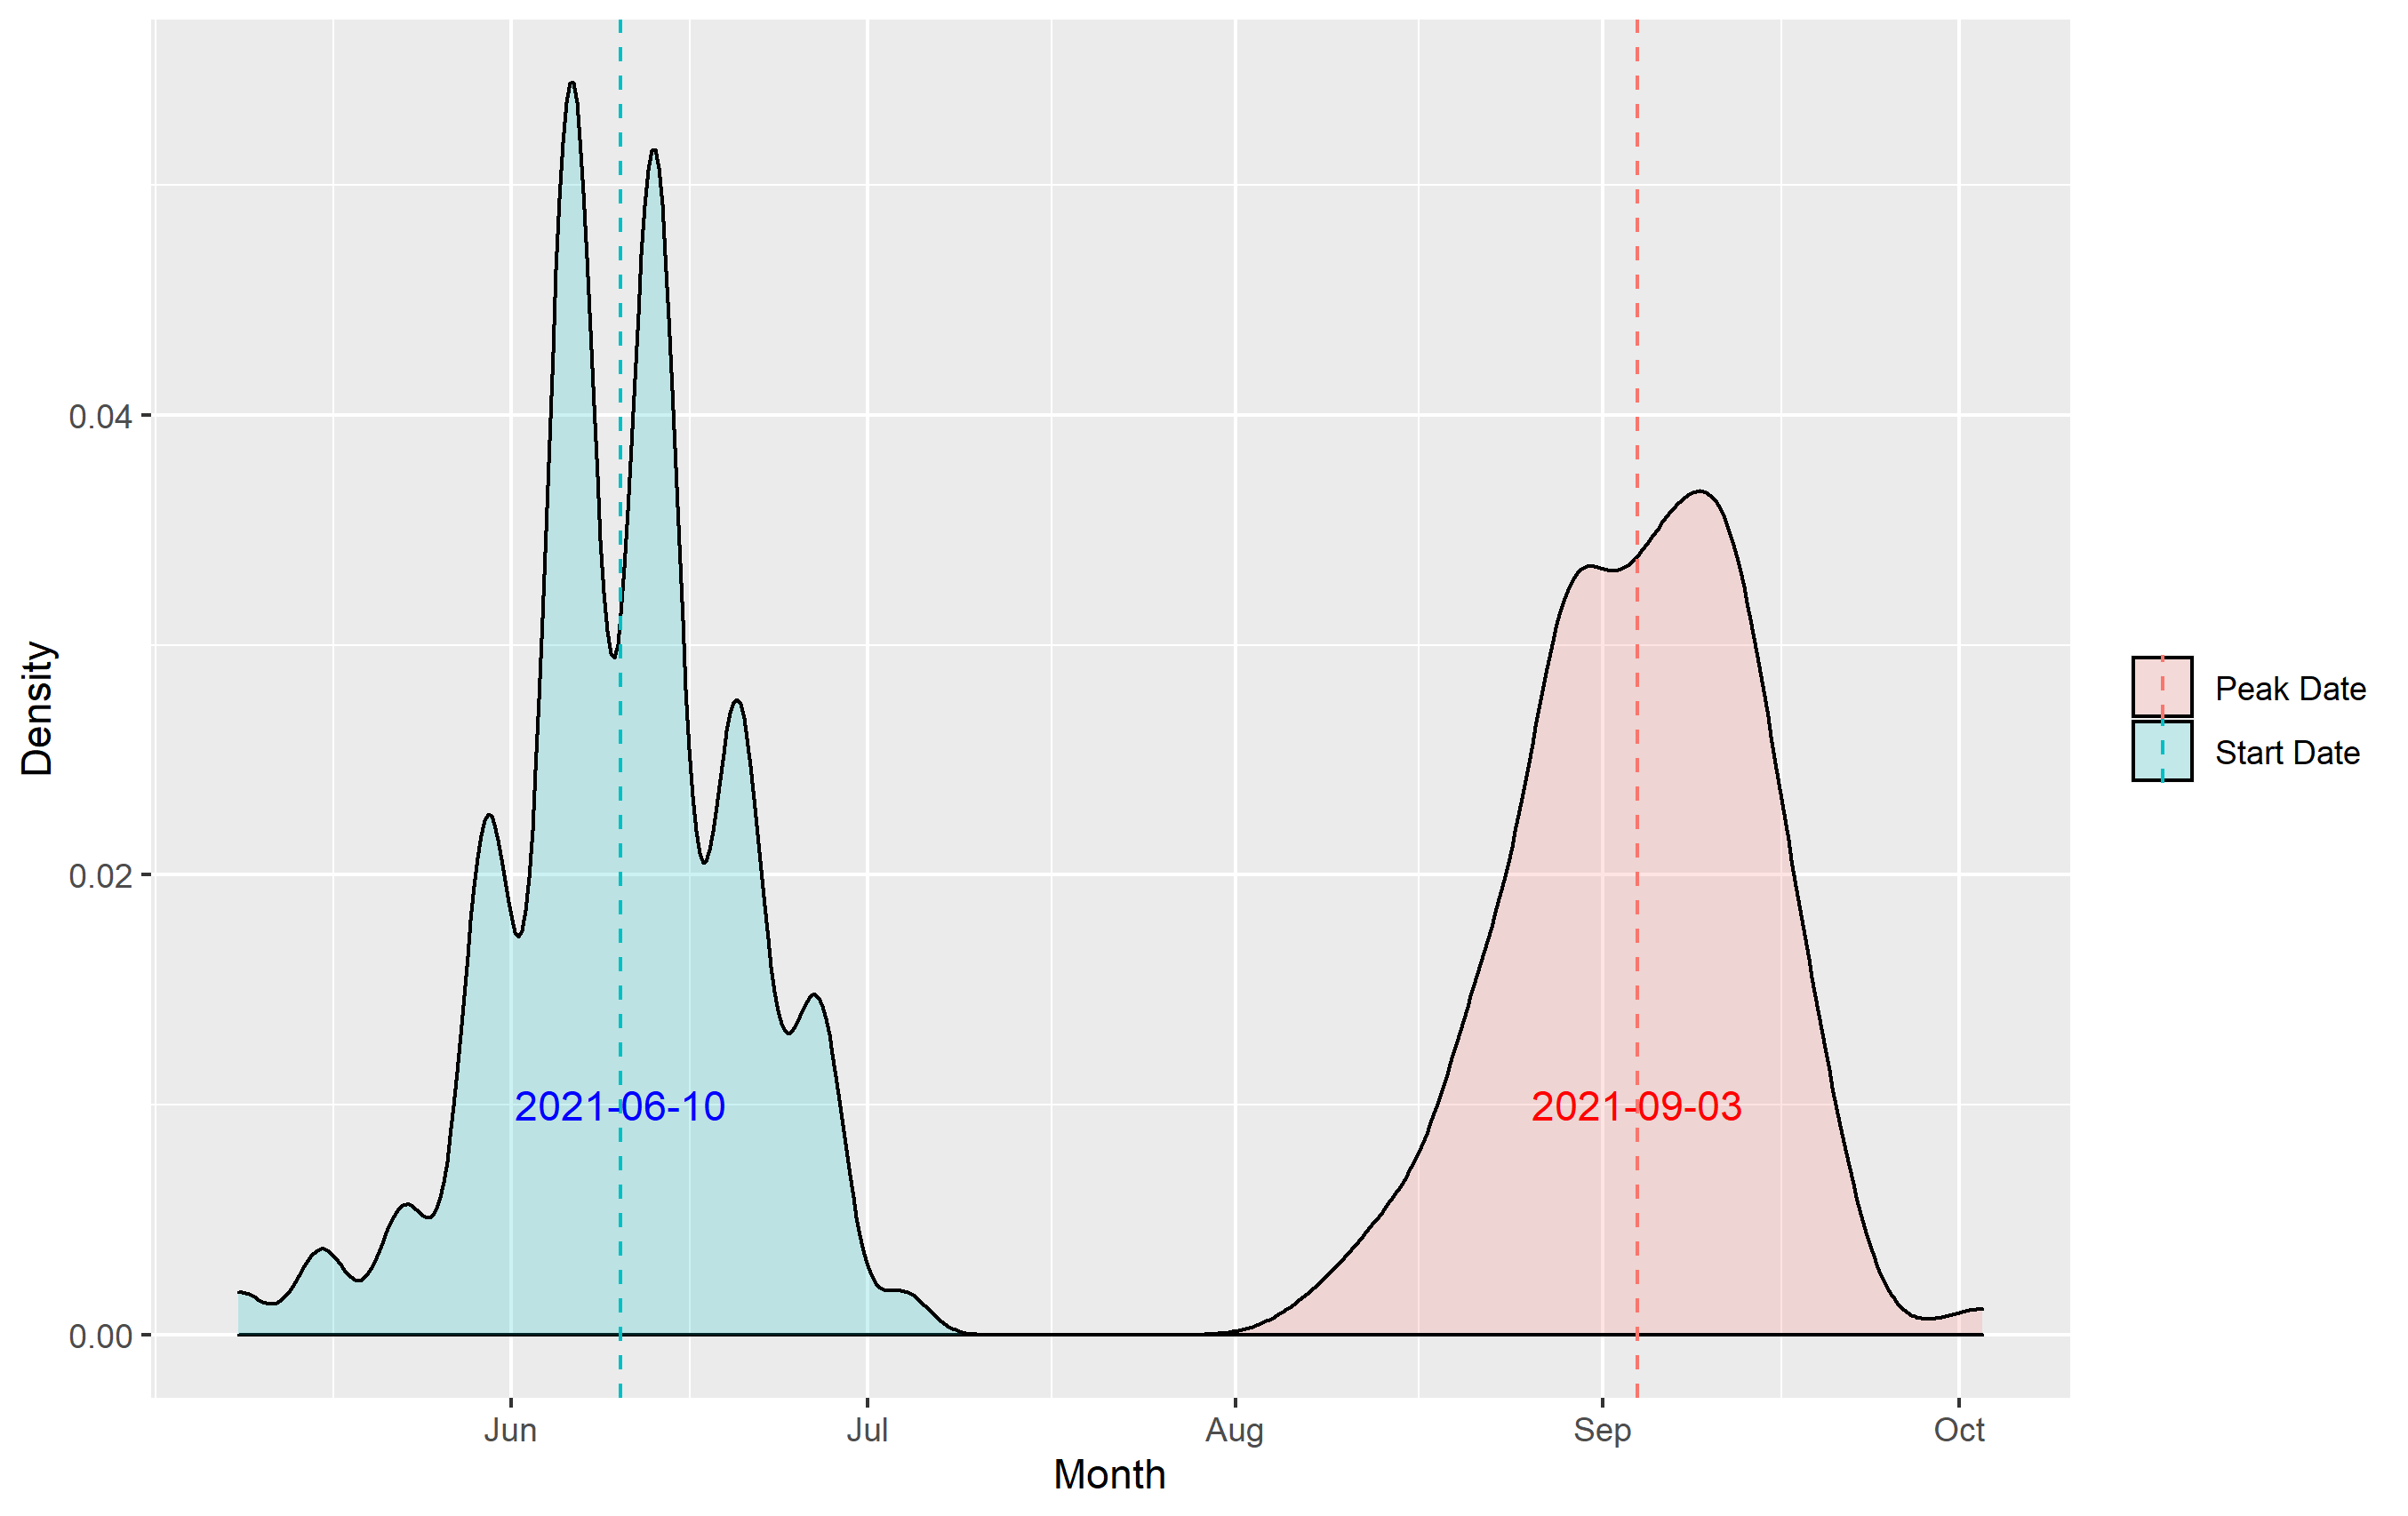 Density
0.04
0.02
0.00
2021-06-10
2021-09-03
Jun
Jul
Aug
Sep
Oct
Month
Peak Date
Start Date